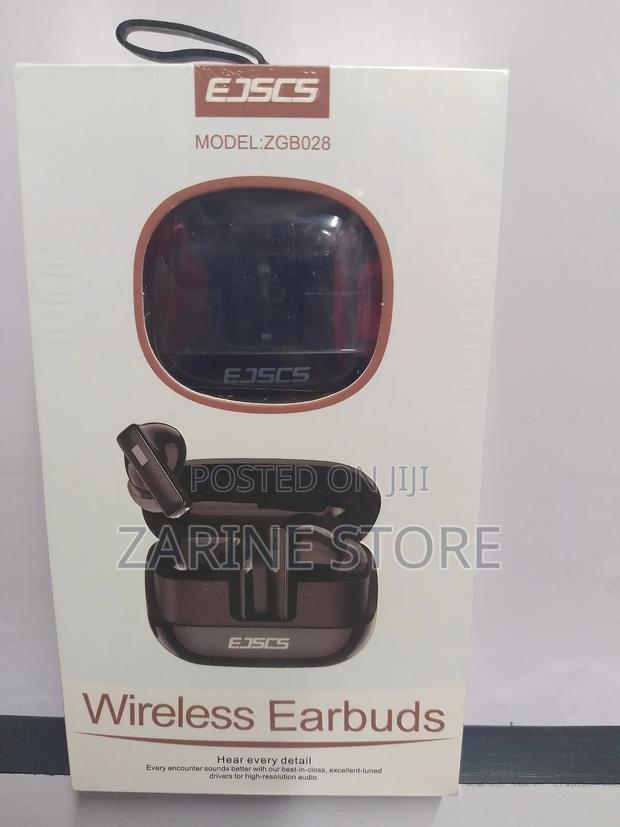 EJSCS
MODEL:ZGB028
EJSCS
POSTED ON JIJI
ZARINE STORE
EJSCS
Wireless Earbuds
Hear every detail
Every encounter sounds better with our best-in-closs, excellent-tuned
drivers for high-resolution audio.